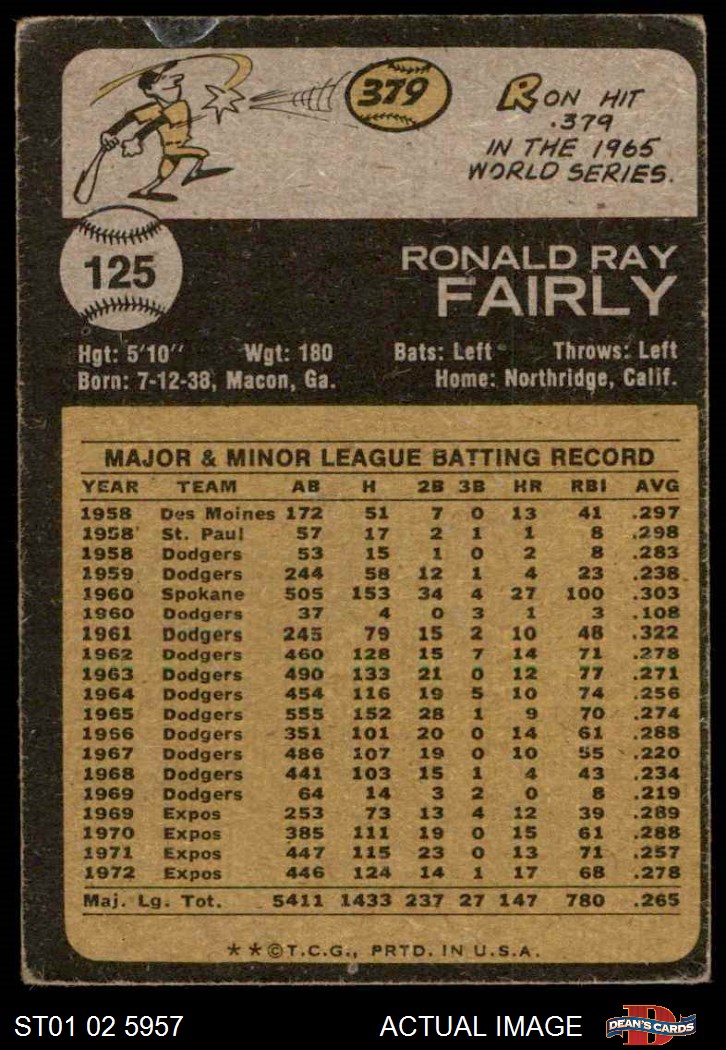 379
RON HIT
.379
IN THE 1965
WORLD SERIES.
125
RONALD RAY
FAIRLY
Hgt: 5'10'' Wgt: 180 Bats: Left Throws: Left
Born: 7-12-38, Macon, Ga. Home: Northridge, Calif.
MAJOR & MINOR LEAGUE BATTING RECORD
YEAR TEAM AB H 2B 3B HR RBI AVG
1958 Des Moines 172 51 7 0 13 41 .297
1958 St. Paul 57 17 2 1 1 8 .298
1958 Dodgers 53 15 1 0 2 8 .283
1959 Dodgers 244 58 12 1 4 23 .238
1960 Spokane 505 153 34 4 27 100 .303
1960 Dodgers 37 4 0 3 1 3 .108
1961 Dodgers 245 79 15 2 10 48 .322
1962 Dodgers 460 128 15 7 14 71 .278
1963 Dodgers 490 133 21 0 12 77 .271
1964 Dodgers 454 116 19 5 10 74 .256
1965 Dodgers 555 152 28 1 9 70 .274
1966 Dodgers 351 101 20 0 14 61 .288
1967 Dodgers 486 107 19 0 10 55 .220
1968 Dodgers 441 103 15 1 4 43 .234
1969 Dodgers 64 14 3 2 0 8 .219
1969 Expos 253 73 13 4 12 39 .289
1970 Expos 385 111 19 0 15 61 .288
1971 Expos 447 115 23 0 13 71 .257
1972 Expos 446 124 14 1 17 68 .278
Maj. Lg. Tot. 5411 1433 237 27 147 780 .265
**©T.C.G., PRTD. IN U.S.A.
ST01 02 5957 ACTUAL IMAGE
D
DEAN'S CARDS